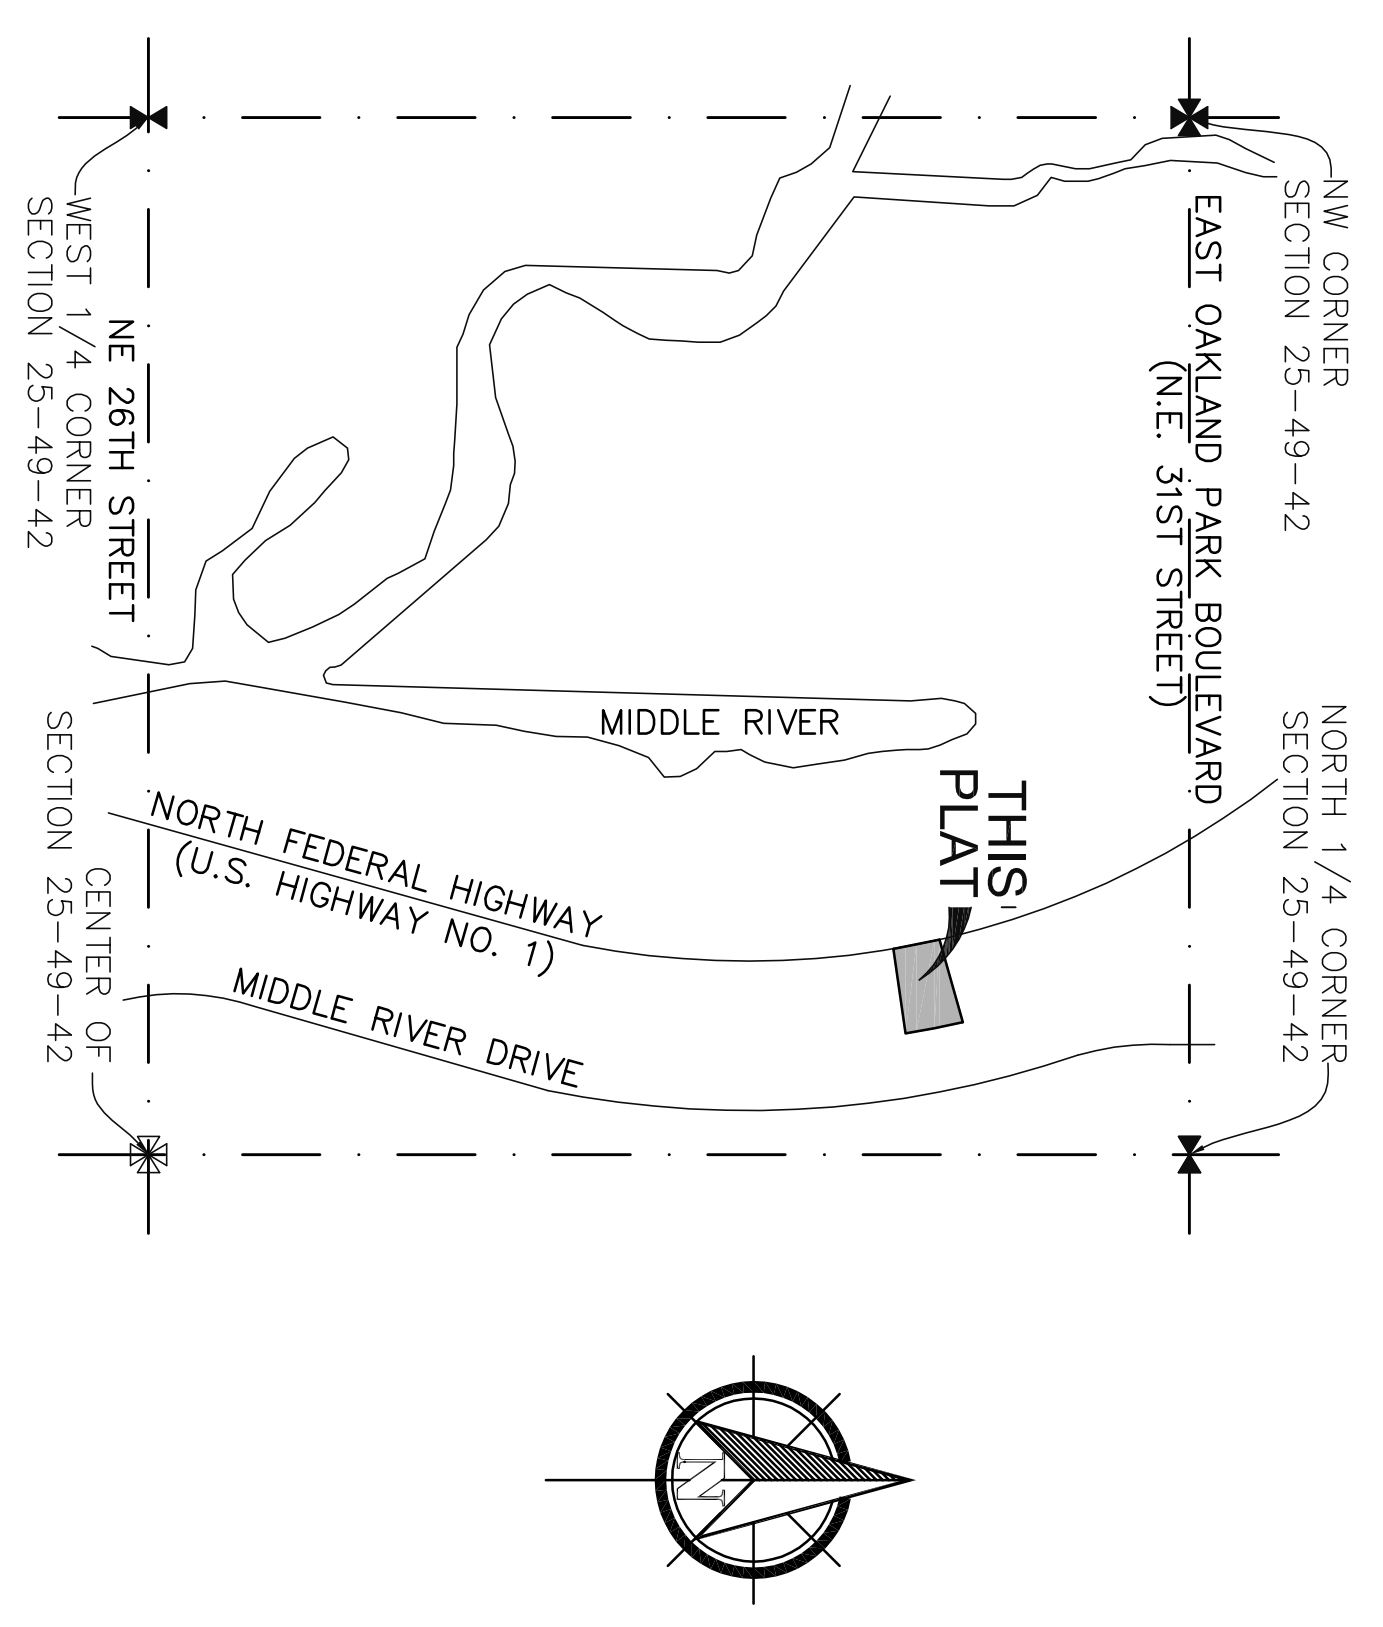 NW CORNER
SECTION 25-49-42
NORTH 1/4 CORNER
SECTION 25-49-42
EAST OAKLAND PARK BOULEVARD
(N.E. 31ST STREET)
THIS
PLAT
MIDDLE RIVER
NORTH FEDERAL HIGHWAY
(U.S. HIGHWAY NO. 1)
MIDDLE RIVER DRIVE
NE 26TH STREET
WEST 1/4 CORNER
SECTION 25-49-42
CENTER OF
SECTION 25-49-42
N